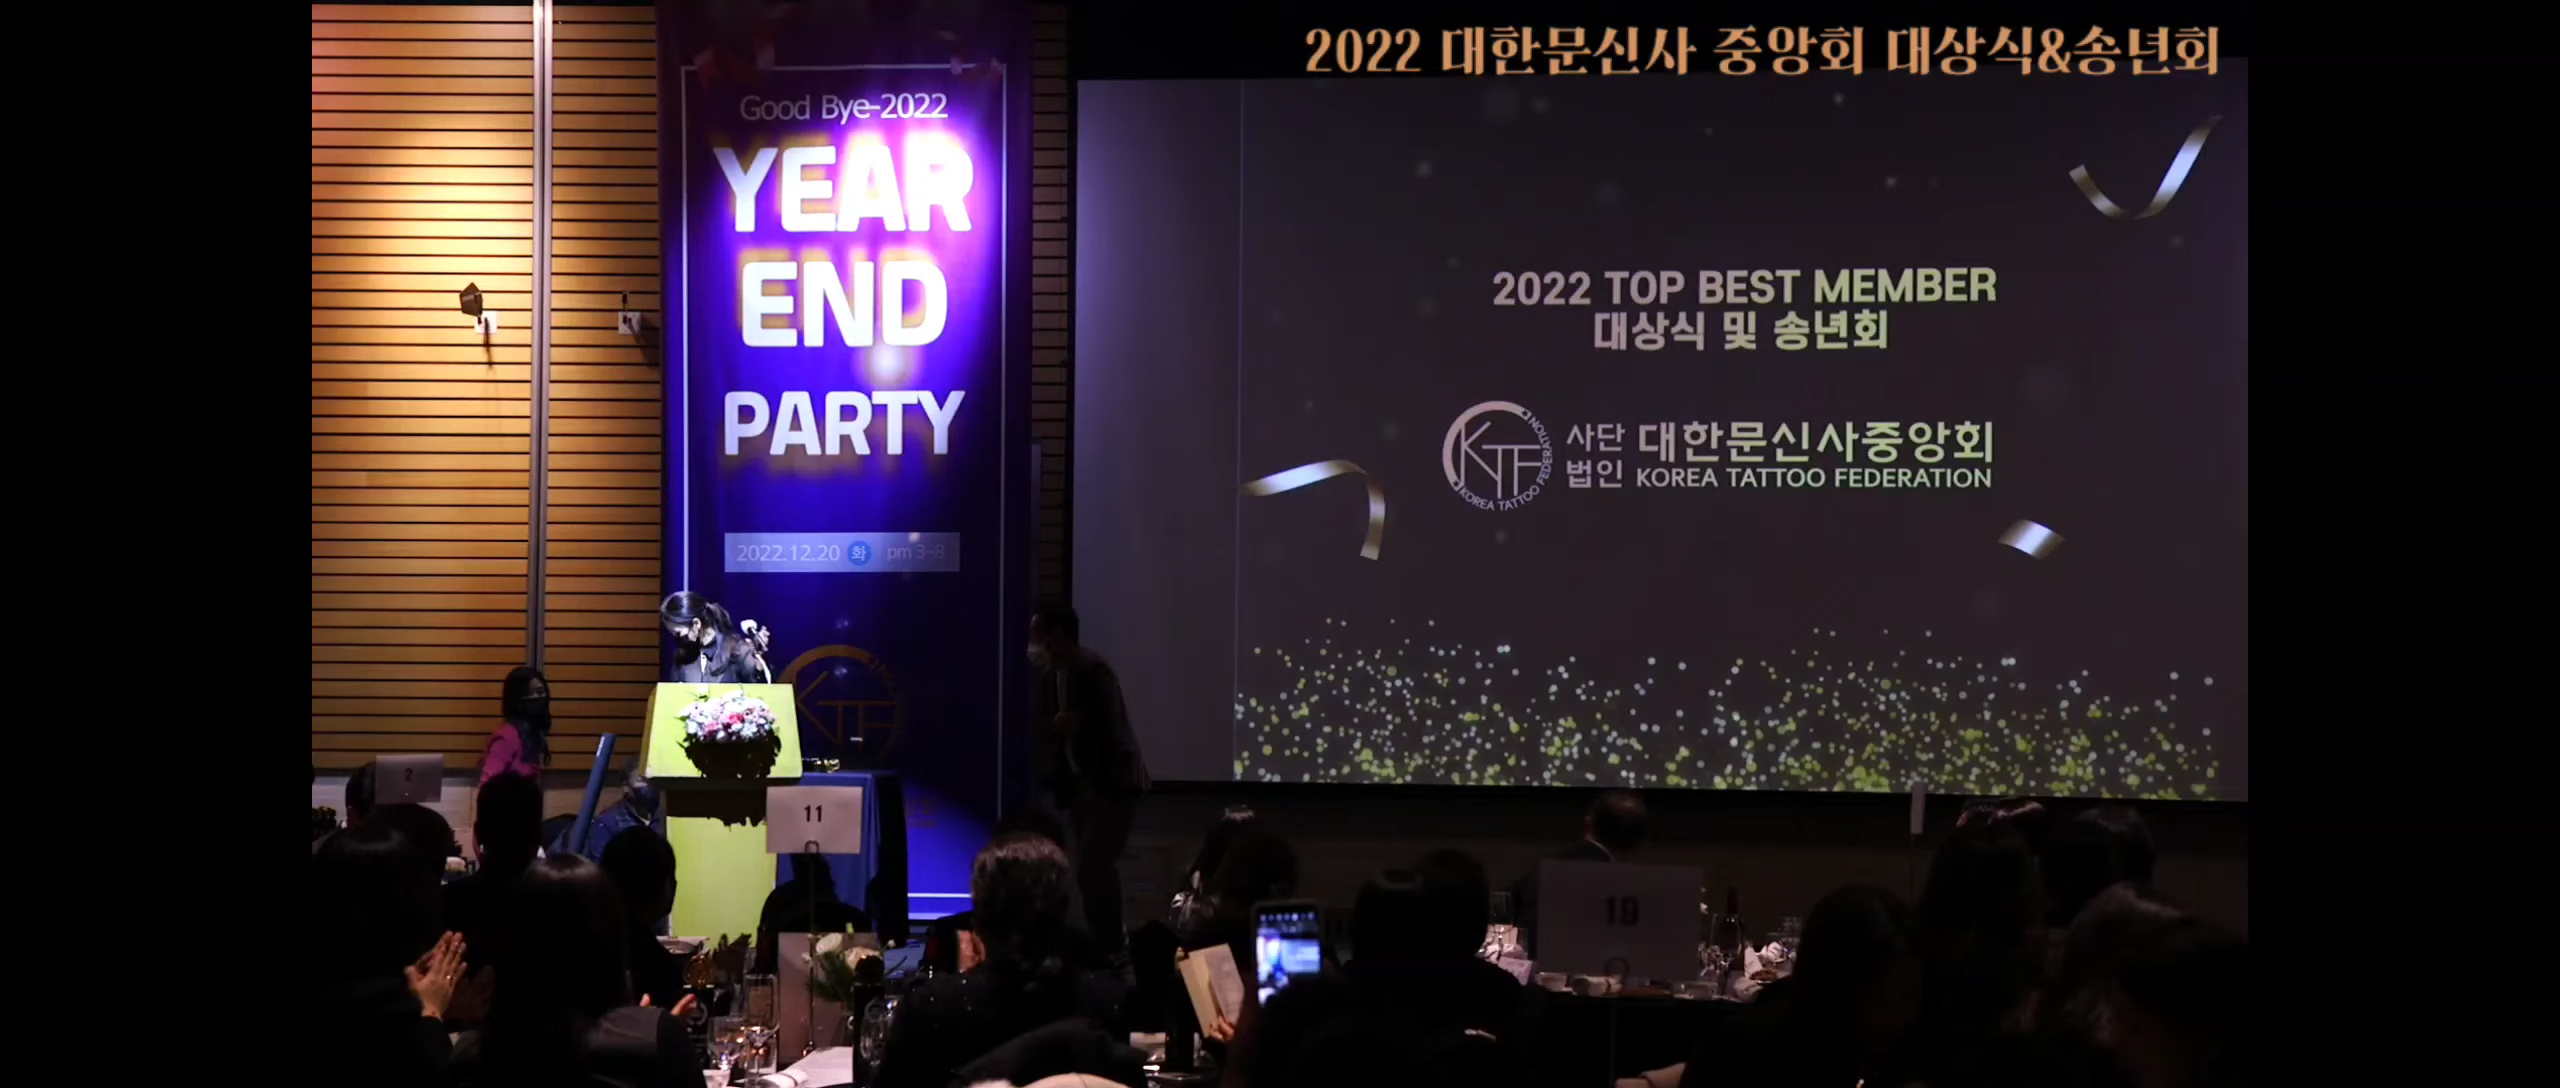 2022 대한문신사 중앙회 대상식&송년회
Good Bye-2022
YEAR
END
PARTY
2022.12.20 화 pm 3~8
KTF
2022 TOP BEST MEMBER
대상식 및 송년회
KTF
KOREA TATTOO FEDERATION
사단
법인
대한문신사중앙회
KOREA TATTOO FEDERATION
2
11
19